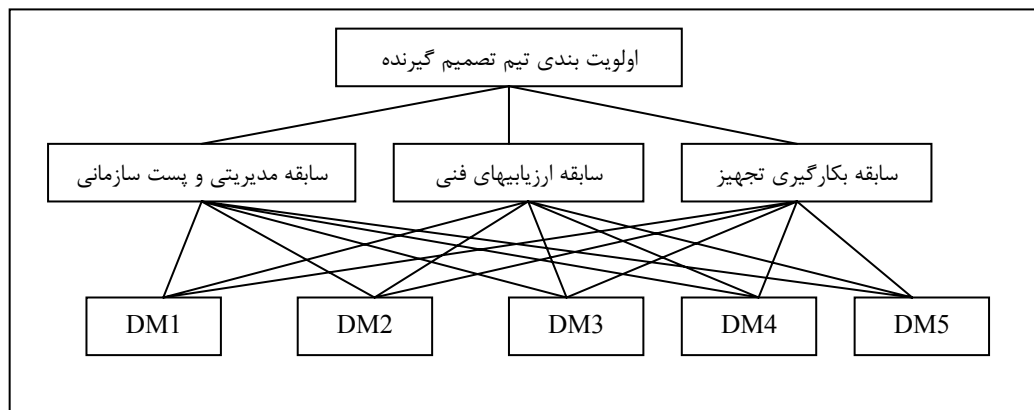 اولویت بندی تیم تصمیم گیرنده
سابقه بکارگیری تجهیز
سابقه ارزیابیهای فنی
سابقه مدیریتی و پست سازمانی
DM1
DM2
DM3
DM4
DM5